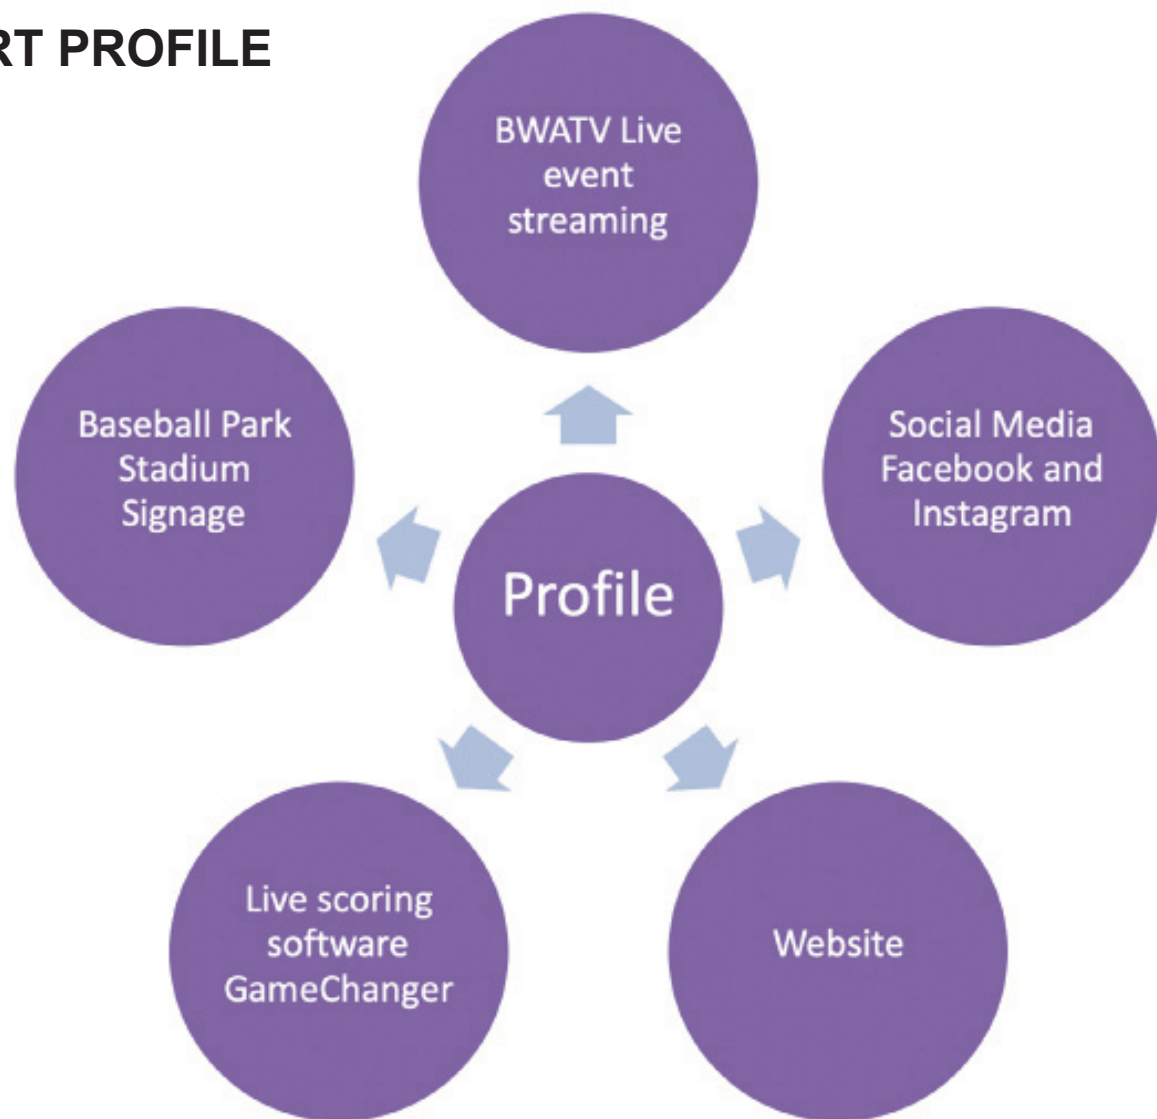 RT PROFILE
BWATV Live
event
streaming
Social Media
Facebook and
Instagram
Website
Live scoring
software
GameChanger
Baseball Park
Stadium
Signage
Profile